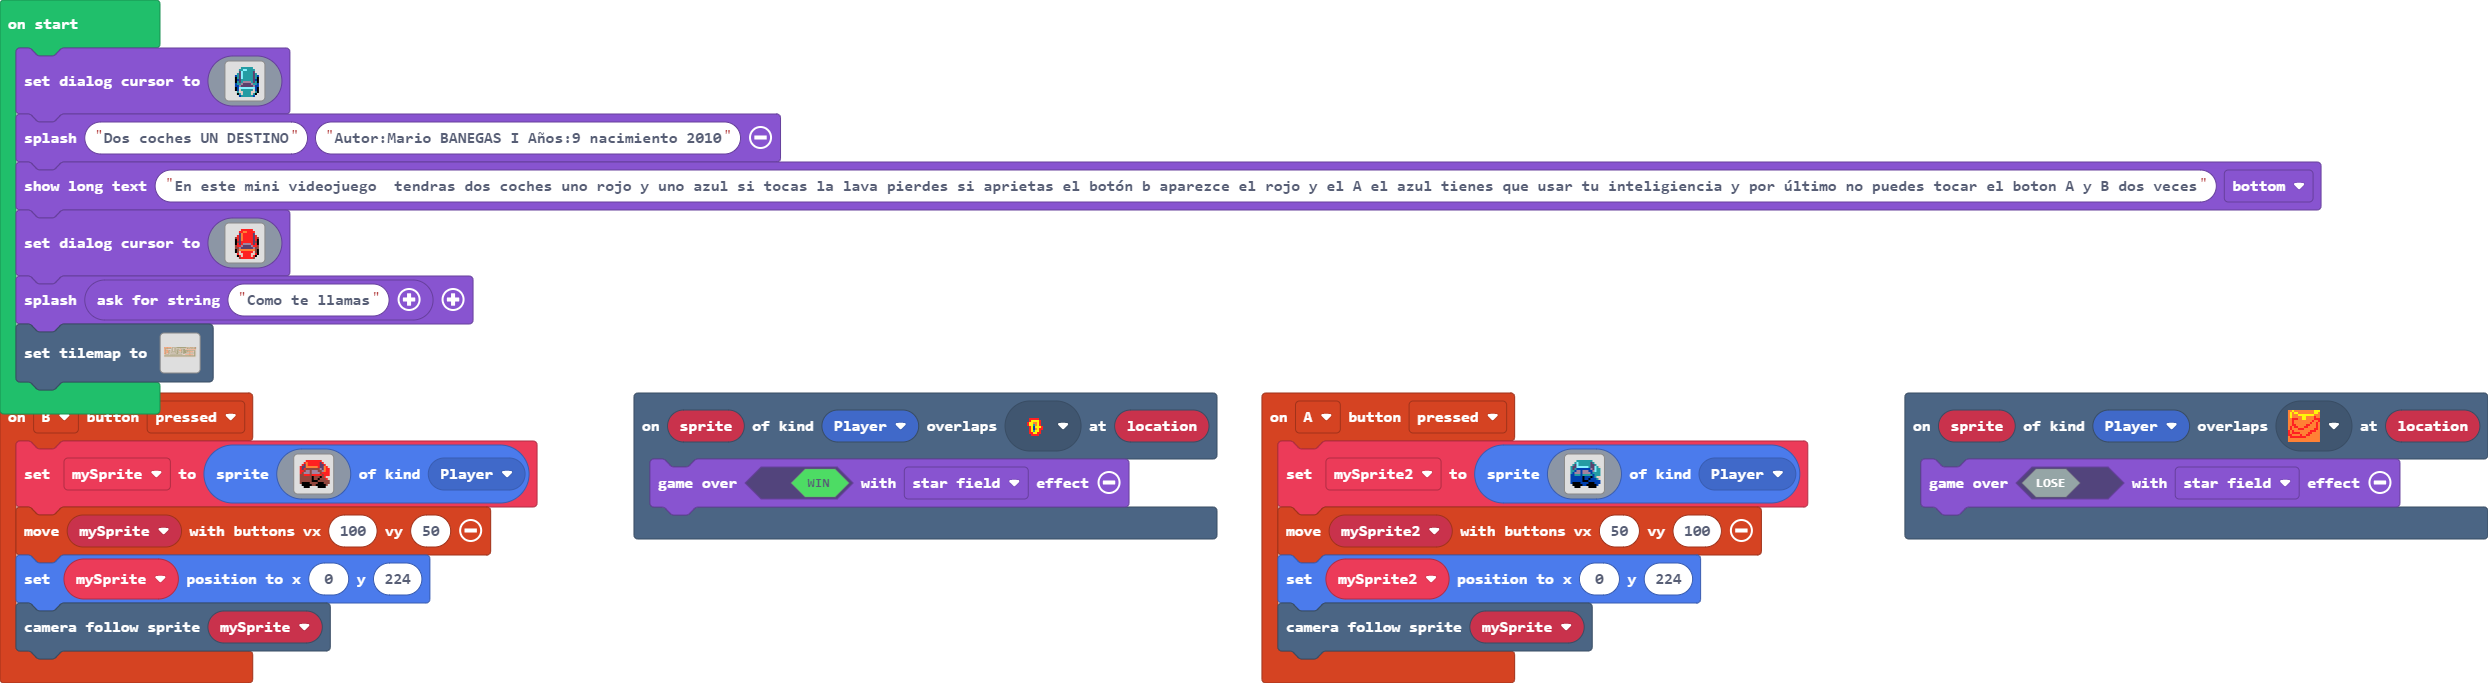 on start
set dialog cursor to
splash "Dos coches UN DESTINO" "Autor:Mario BANEGAS I Años:9 nacimiento 2010"
show long text "En este mini videojuego  tendras dos coches uno rojo y uno azul si tocas la lava pierdes si aprietas el botón b aparezce el rojo y el A el azul tienes que usar tu inteligiencia y por último no puedes tocar el boton A y B dos veces" bottom
set dialog cursor to
splash ask for string "Como te llamas"
set tilemap to
on B button pressed
set mySprite to sprite of kind Player
move mySprite with buttons vx 100 vy 50
set mySprite position to x 0 y 224
camera follow sprite mySprite
on sprite of kind Player overlaps at location
game over WIN with star field effect
on A button pressed
set mySprite2 to sprite of kind Player
move mySprite2 with buttons vx 50 vy 100
set mySprite2 position to x 0 y 224
camera follow sprite mySprite
on sprite of kind Player overlaps at location
game over LOSE with star field effect